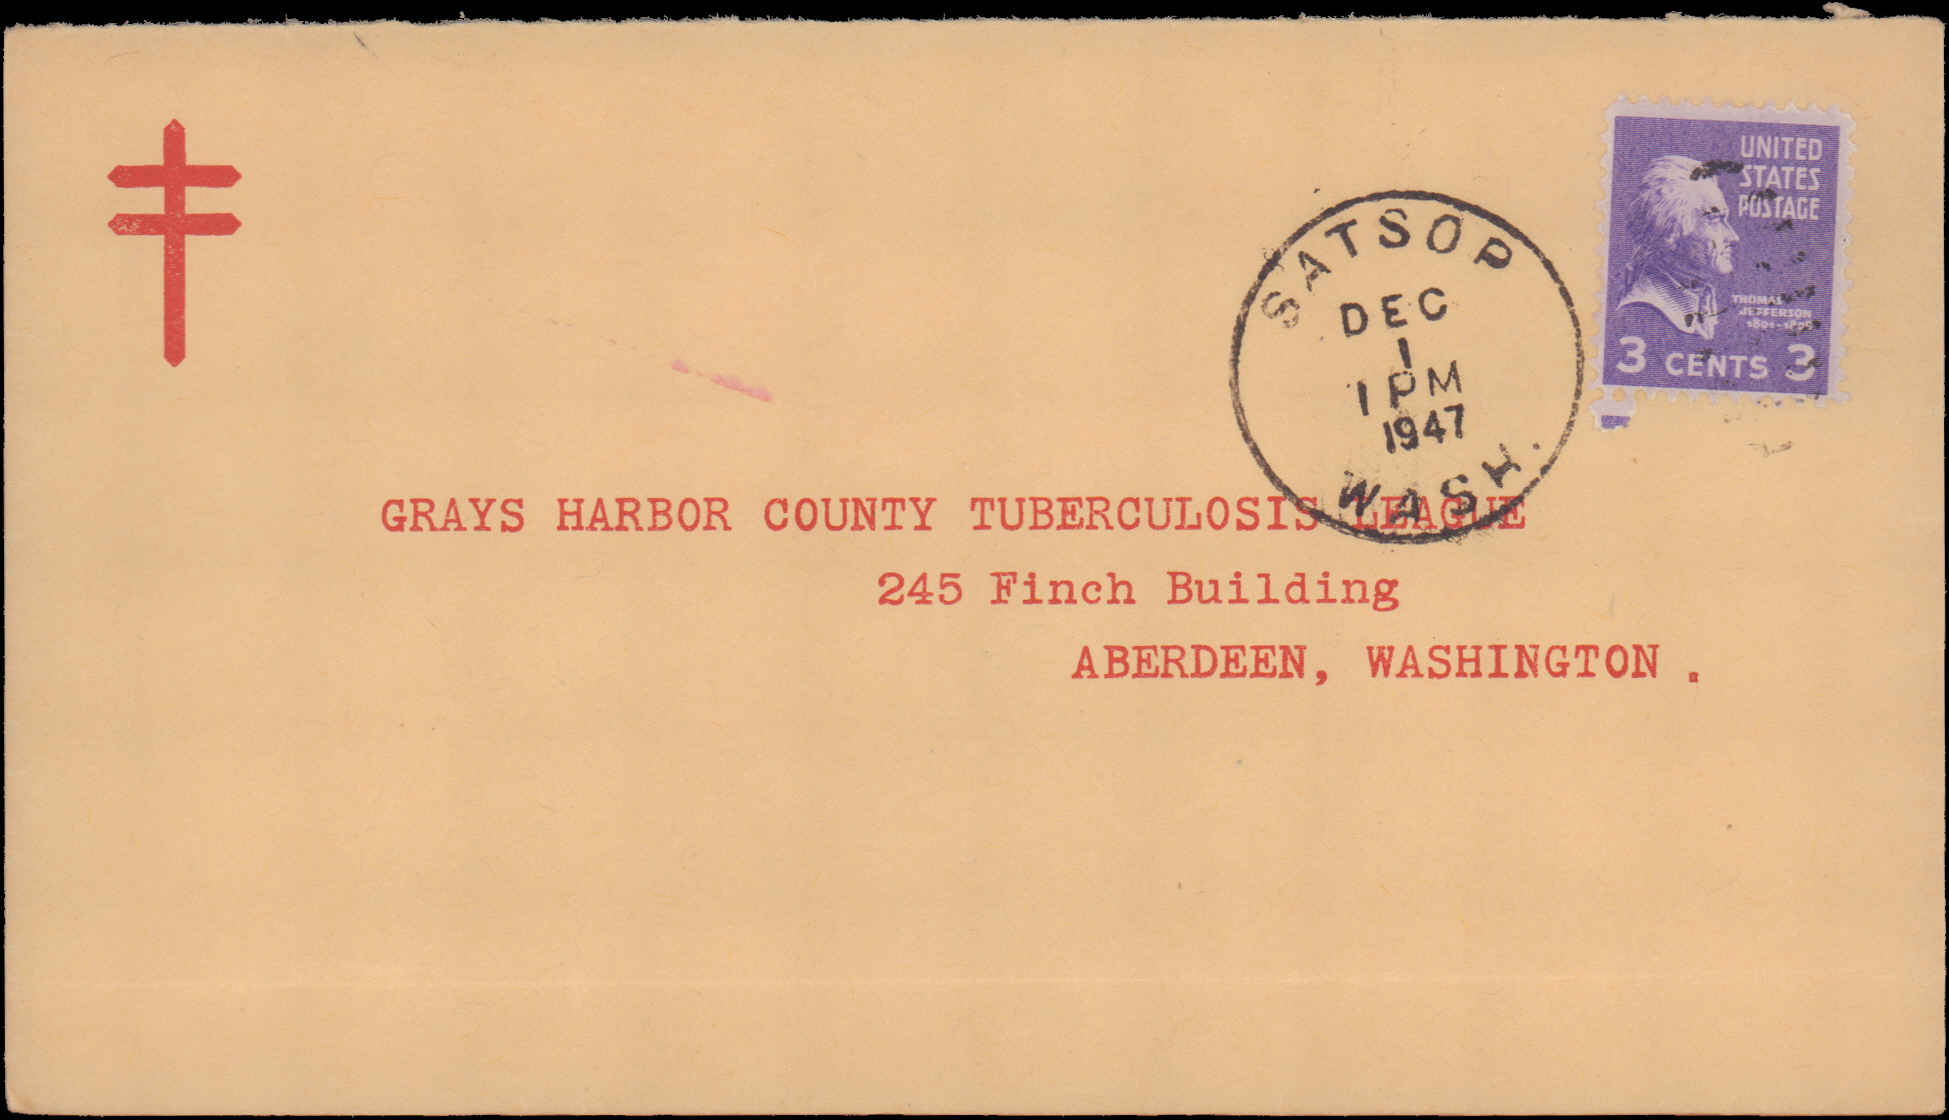 UNITED
STATES
POSTAGE
THOMAS
JEFFERSON
3 CENTS 3
SATSOP
DEC
1
1 PM
1947
WASH.
GRAYS HARBOR COUNTY TUBERCULOSIS LEAGUE
245 Finch Building
ABERDEEN, WASHINGTON .